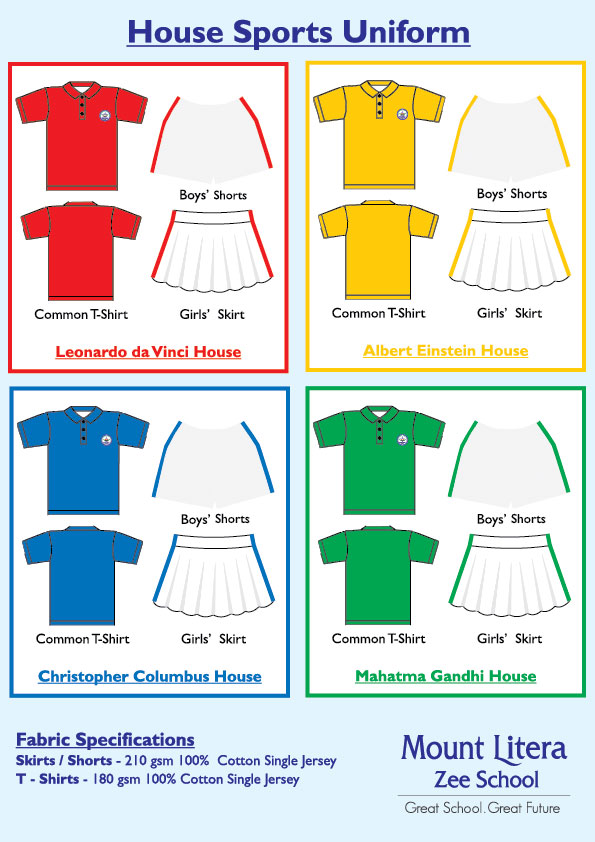 House Sports Uniform
Boys' Shorts
Common T-Shirt
Girls' Skirt
Leonardo da Vinci House
Boys' Shorts
Common T-Shirt
Girls' Skirt
Albert Einstein House
Boys' Shorts
Common T-Shirt
Girls' Skirt
Christopher Columbus House
Boys' Shorts
Common T-Shirt
Girls' Skirt
Mahatma Gandhi House
Fabric Specifications
Skirts / Shorts - 210 gsm 100% Cotton Single Jersey
T - Shirts - 180 gsm 100% Cotton Single Jersey
Mount Litera
Zee School
Great School. Great Future